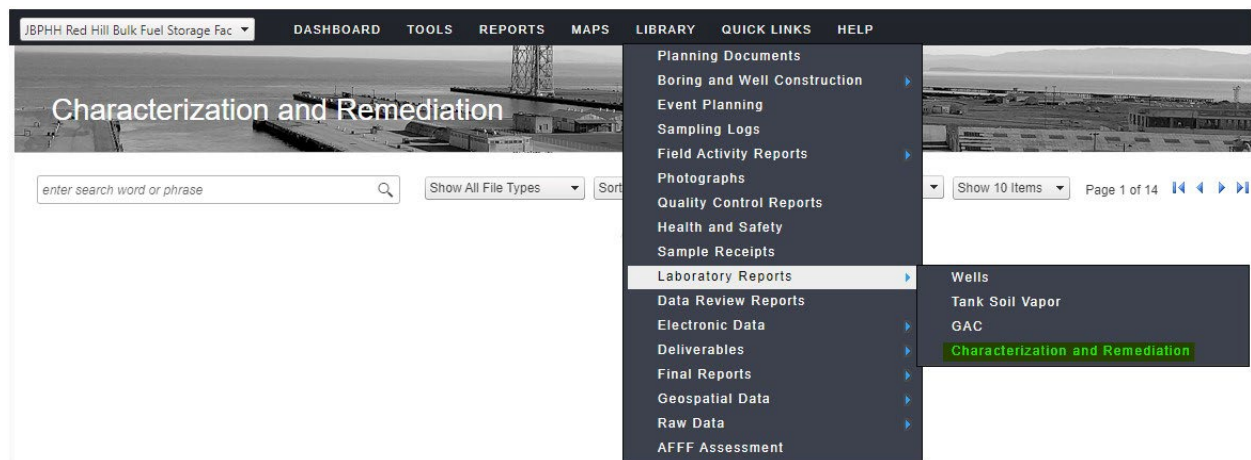 JBPHH Red Hill Bulk Fuel Storage Fac DASHBOARD TOOLS REPORTS MAPS LIBRARY QUICK LINKS HELP
Characterization and Remediation
enter search word or phrase Show All File Types Sort Show 10 Items Page 1 of 14
Planning Documents
Boring and Well Construction
Event Planning
Sampling Logs
Field Activity Reports
Photographs
Quality Control Reports
Health and Safety
Sample Receipts
Laboratory Reports
Data Review Reports
Electronic Data
Deliverables
Final Reports
Geospatial Data
Raw Data
AFFF Assessment
Wells
Tank Soil Vapor
GAC
Characterization and Remediation